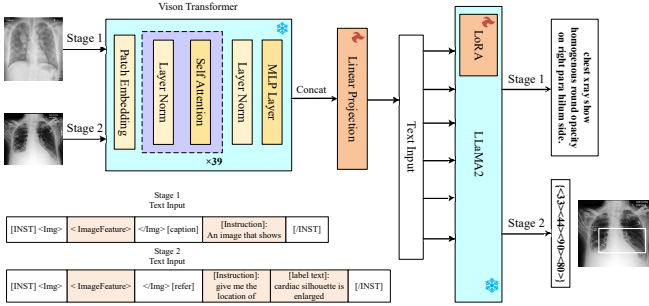 Vison Transformer
Stage 1
Stage 2
Patch Embedding
Layer Norm
Self Attention
×39
Layer Norm
MLP Layer
Concat
Linear Projection
Text Input
LoRA
LLaMA2
Stage 1
chest xray show
homogenous round opacity
on right para hilum side.
Stage 2
{<33><44><90><80>}
Stage 1
Text Input
[INST] <Img>
< ImageFeature>
</Img> [caption]
[Instruction]:
An image that shows
[/INST]
Stage 2
Text Input
[INST] <Img>
< ImageFeature>
</Img> [refer]
[Instruction]:
give me the
location of
[label text]:
cardiac silhouette is
enlarged
[/INST]